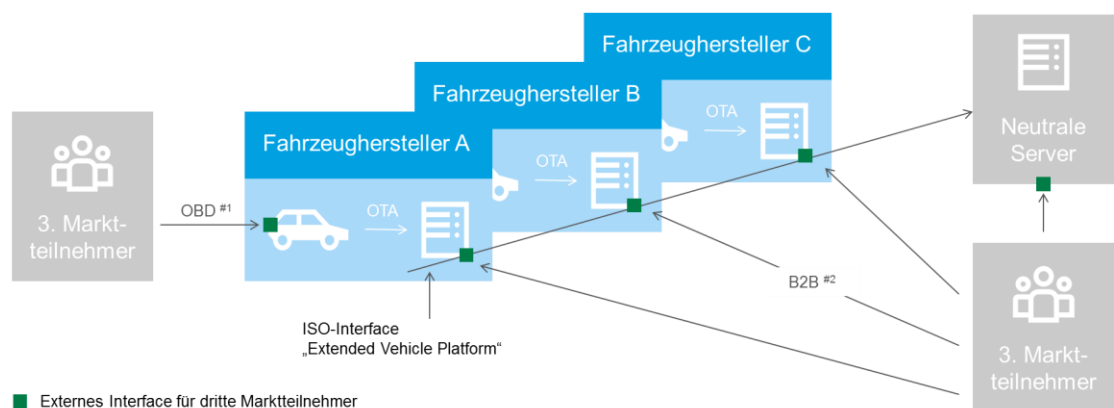 Fahrzeughersteller C
Fahrzeughersteller B
Fahrzeughersteller A
OTA
OTA
OTA
Neutrale
Server
3. Markt-
teilnehmer
OBD #1
B2B #2
ISO-Interface
„Extended Vehicle Platform“
3. Markt-
teilnehmer
Externes Interface für dritte Marktteilnehmer